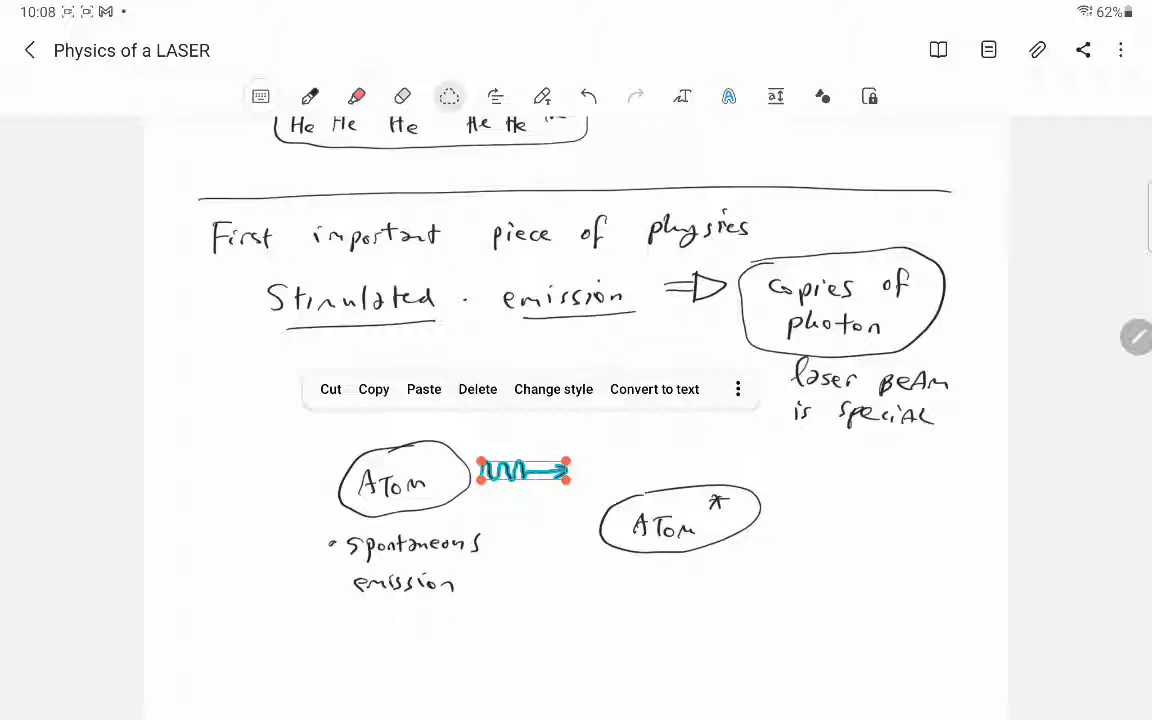 10:08
62%
Physics of a LASER
He He He He He
First important piece of physics
Stimulated . emission ⇒ copies of
photon
laser BEAM
is SPECIAL
Cut Copy Paste Delete Change style Convert to text
ATOM
ATOM *
• spontaneous
emission